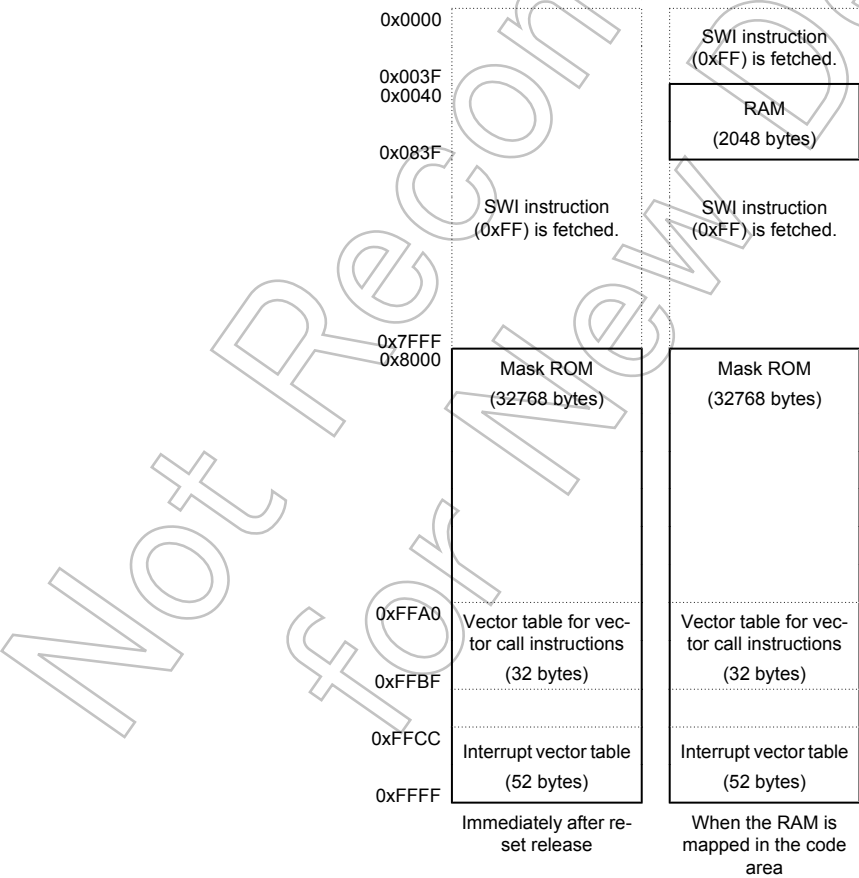 0x0000
0x003F
0x0040
0x083F
0x7FFF
0x8000
0xFFA0
0xFFBF
0xFFCC
0xFFFF
SWI instruction
(0xFF) is fetched.
Mask ROM
(32768 bytes)
Vector table for vec-
tor call instructions
(32 bytes)
Interrupt vector table
(52 bytes)
Immediately after re-
set release
SWI instruction
(0xFF) is fetched.
RAM
(2048 bytes)
SWI instruction
(0xFF) is fetched.
Mask ROM
(32768 bytes)
Vector table for vec-
tor call instructions
(32 bytes)
Interrupt vector table
(52 bytes)
When the RAM is
mapped in the code
area
Not Recon
for New D